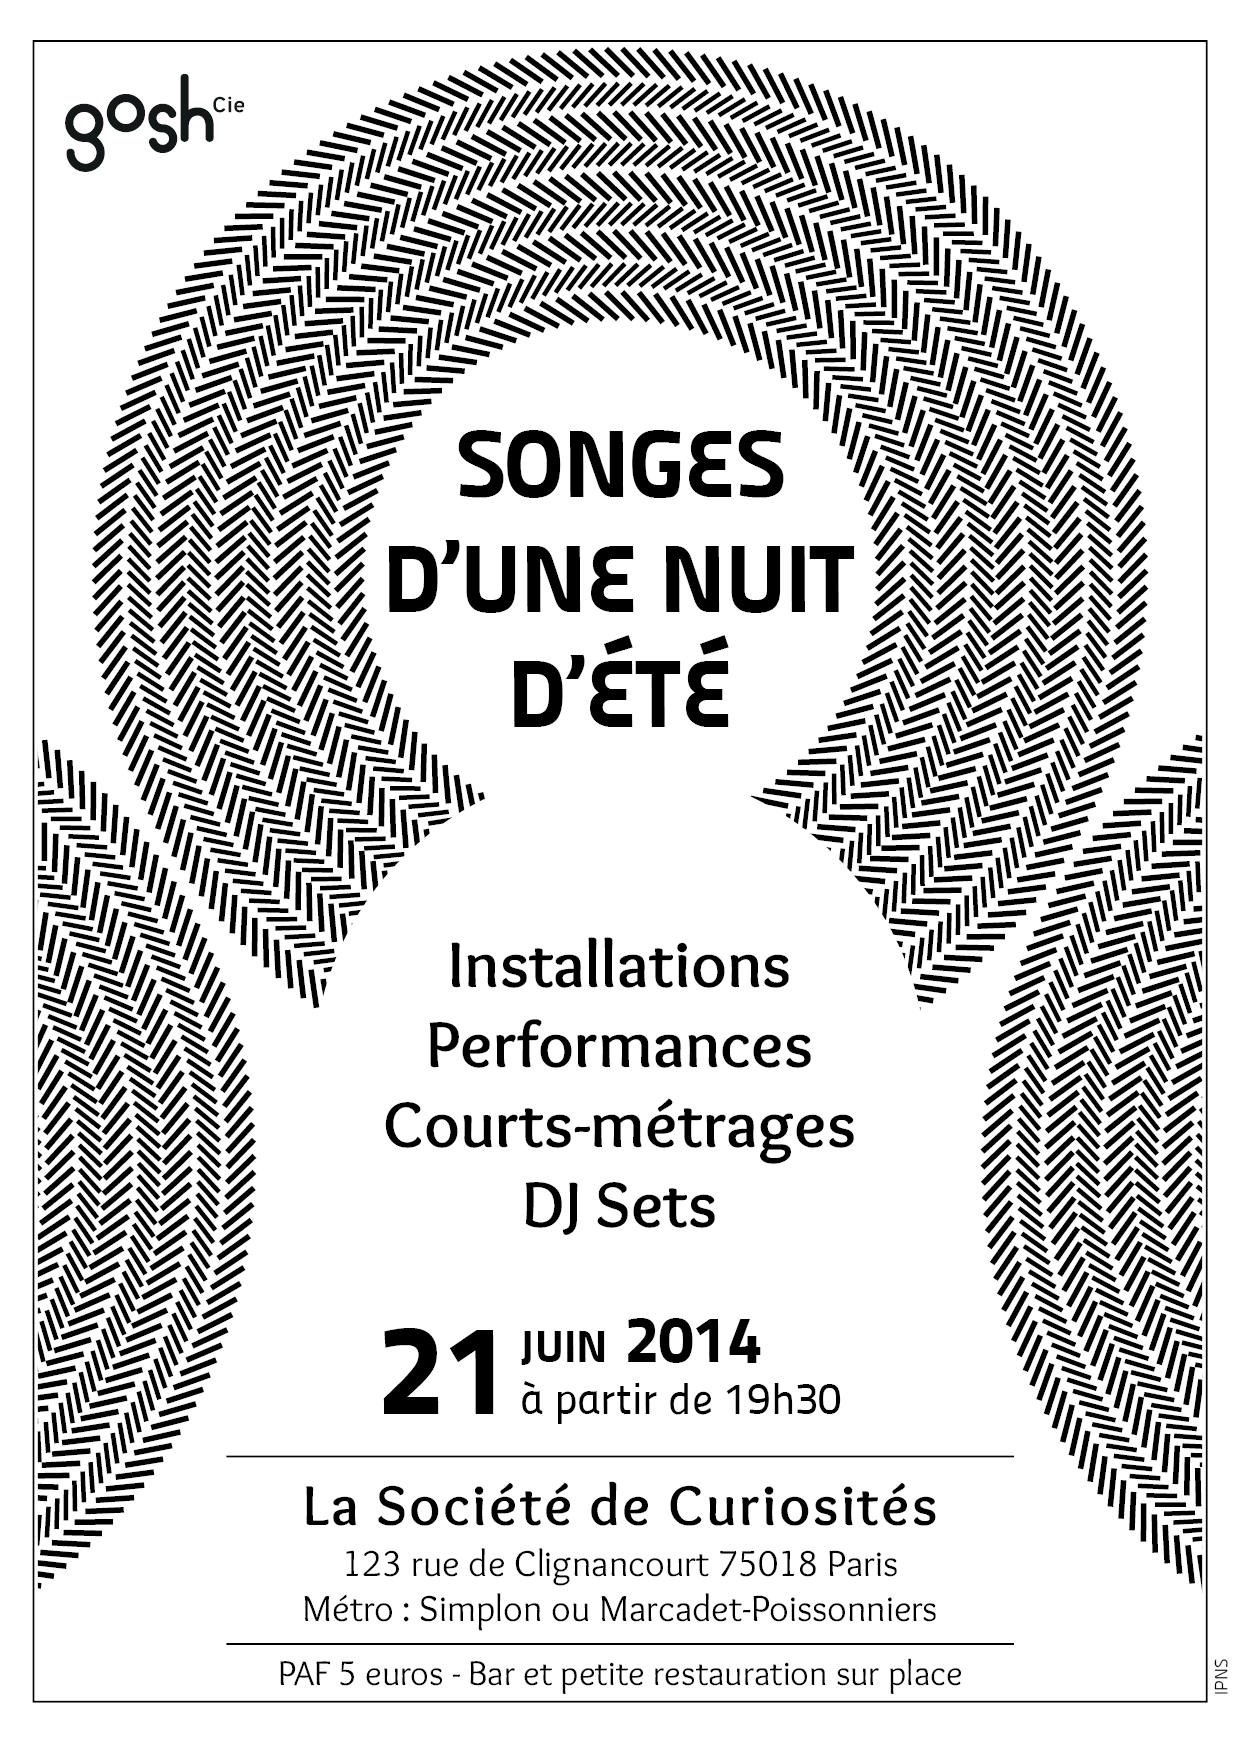 gosh Cie
SONGES
D'UNE NUIT
D'ÉTÉ
Installations
Performances
Courts-métrages
DJ Sets
21 JUIN 2014
à partir de 19h30
La Société de Curiosités
123 rue de Clignancourt 75018 Paris
Métro : Simplon ou Marcadet-Poissonniers
PAF 5 euros - Bar et petite restauration sur place
IPNS